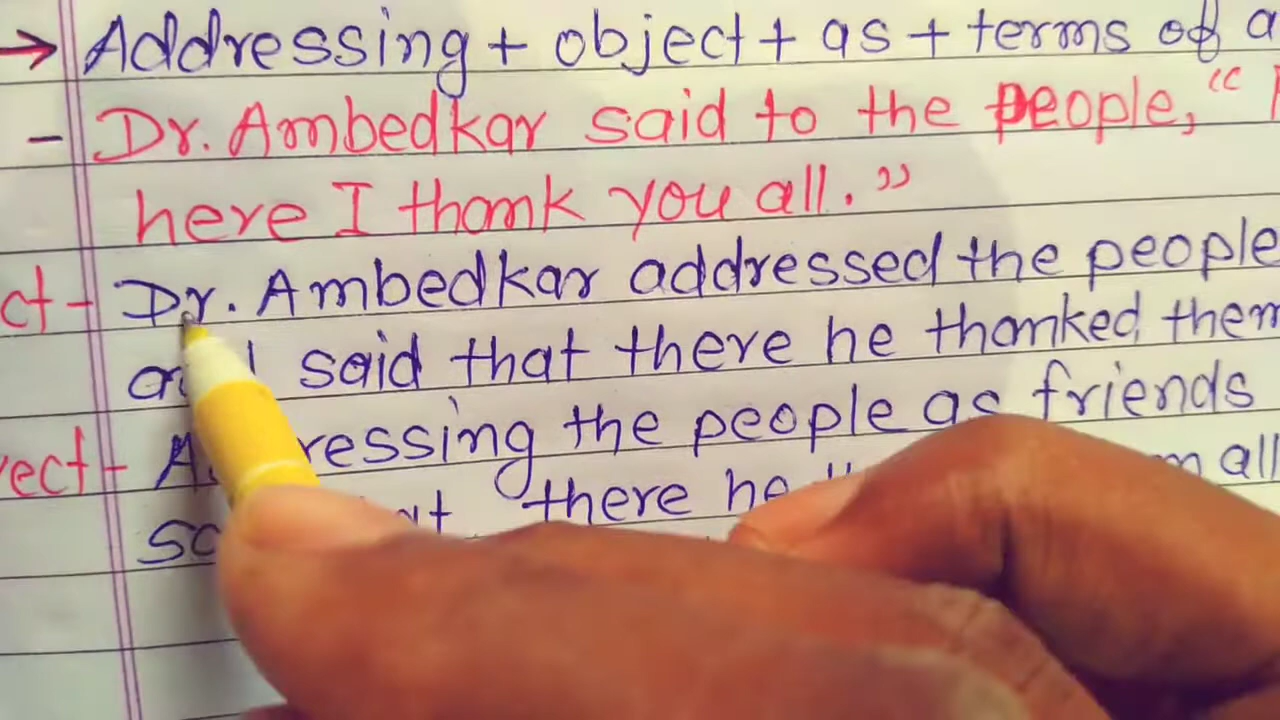 → Addressing + object + as + terms of a
- Dr. Ambedkar said to the people, "
here I thank you all."
ct - Dr. Ambedkar addressed the people
said that there he thanked them
rect - the people as friends
there he all